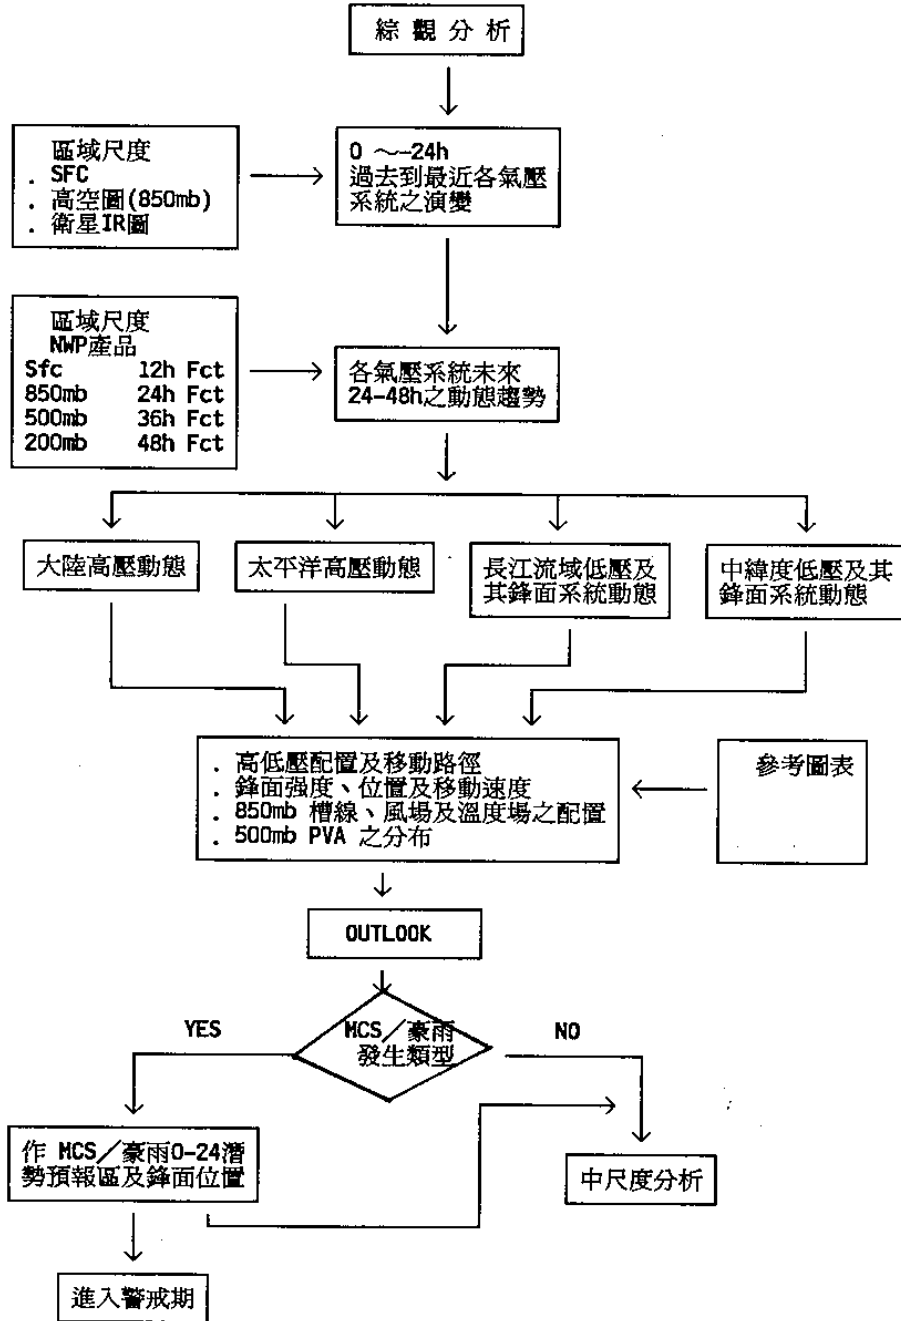 綜觀分析
區域尺度
. SFC
. 高空圖(850mb)
. 衛星IR圖
0 ～-24h
過去到最近各氣壓
系統之演變
區域尺度
NWP產品
Sfc 12h Fct
850mb 24h Fct
500mb 36h Fct
200mb 48h Fct
各氣壓系統未來
24-48h之動態趨勢
大陸高壓動態
太平洋高壓動態
長江流域低壓及
其鋒面系統動態
中緯度低壓及其
鋒面系統動態
. 高低壓配置及移動路徑
. 鋒面强度、位置及移動速度
. 850mb 槽線、風場及溫度場之配置
. 500mb PVA 之分布
參考圖表
OUTLOOK
MCS／豪雨
發生類型
YES
NO
作 MCS／豪雨0-24潛
勢預報區及鋒面位置
中尺度分析
進入警戒期